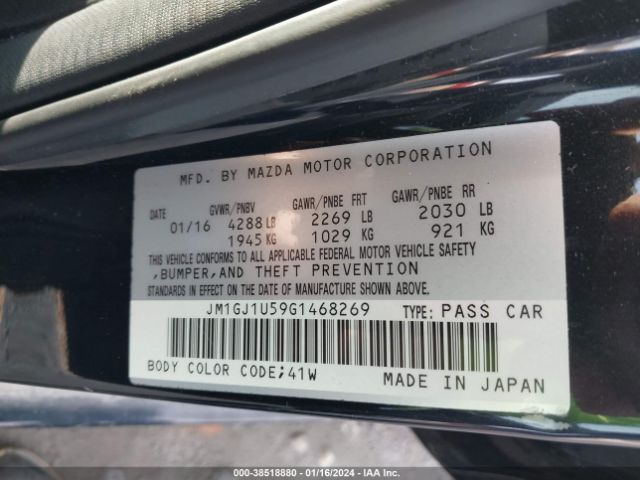 MFD. BY MAZDA MOTOR CORPORATION
DATE GVWR/PNBV GAWR/PNBE FRT GAWR/PNBE RR
01/16 4288 LB 2269 LB 2030 LB
1945 KG 1029 KG 921 KG
THIS VEHICLE CONFORMS TO ALL APPLICABLE FEDERAL MOTOR VEHICLE SAFETY
,BUMPER,AND THEFT PREVENTION
STANDARDS IN EFFECT ON THE DATE OF MANUFACTURE SHOWN ABOVE.
JM1GJ1U59G1468269 TYPE: PASS CAR
BODY COLOR CODE;41W MADE IN JAPAN
000-38518880 - 01/16/2024 - IAA Inc.